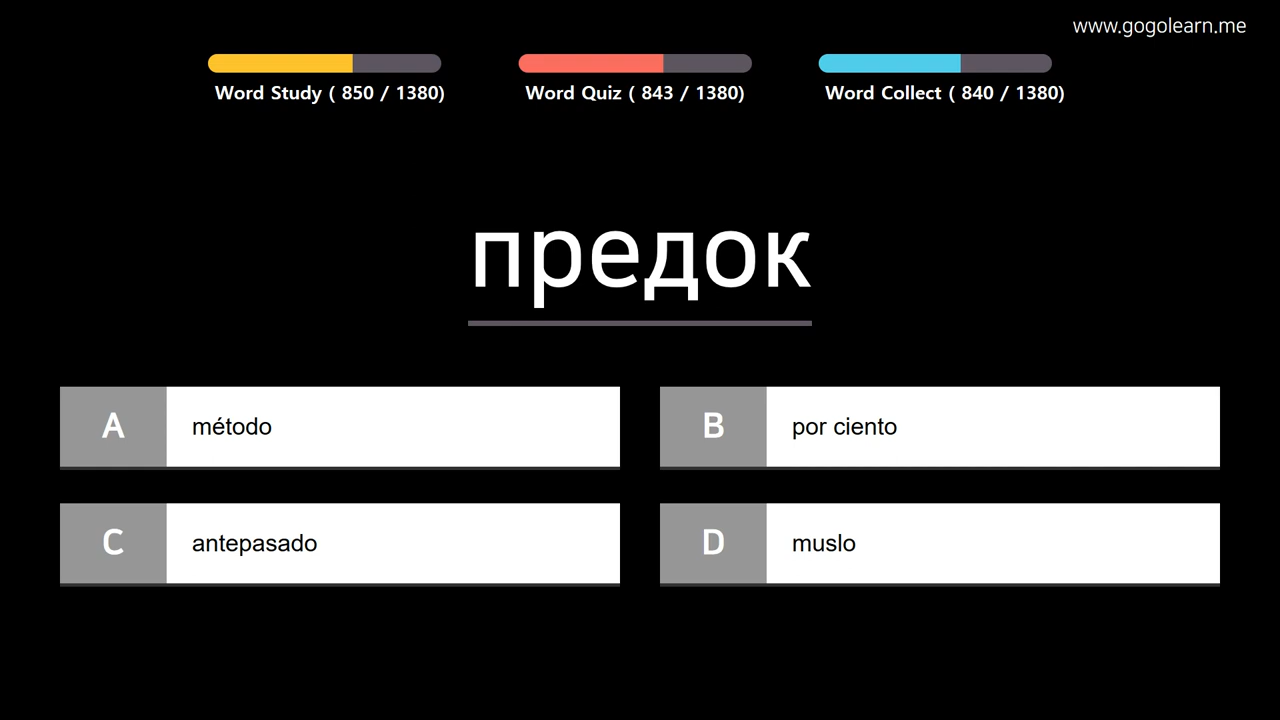 www.gogolearn.me
Word Study ( 850 / 1380)
Word Quiz ( 843 / 1380)
Word Collect ( 840 / 1380)
предок
A método
B por ciento
C antepasado
D muslo